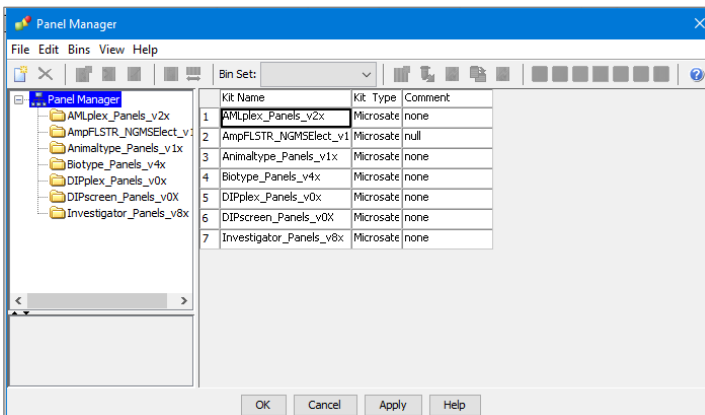 Panel Manager
File Edit Bins View Help
Bin Set:
Panel Manager
AMLplex_Panels_v2x
AmpFLSTR_NGMSElect_v1
Animaltype_Panels_v1x
Biotype_Panels_v4x
DIPplex_Panels_v0x
DIPscreen_Panels_v0X
Investigator_Panels_v8x
Kit Name Kit Type Comment
1 AMLplex_Panels_v2x Microsate none
2 AmpFLSTR_NGMSElect_v1 Microsate null
3 Animaltype_Panels_v1x Microsate none
4 Biotype_Panels_v4x Microsate none
5 DIPplex_Panels_v0x Microsate none
6 DIPscreen_Panels_v0X Microsate none
7 Investigator_Panels_v8x Microsate none
OK Cancel Apply Help